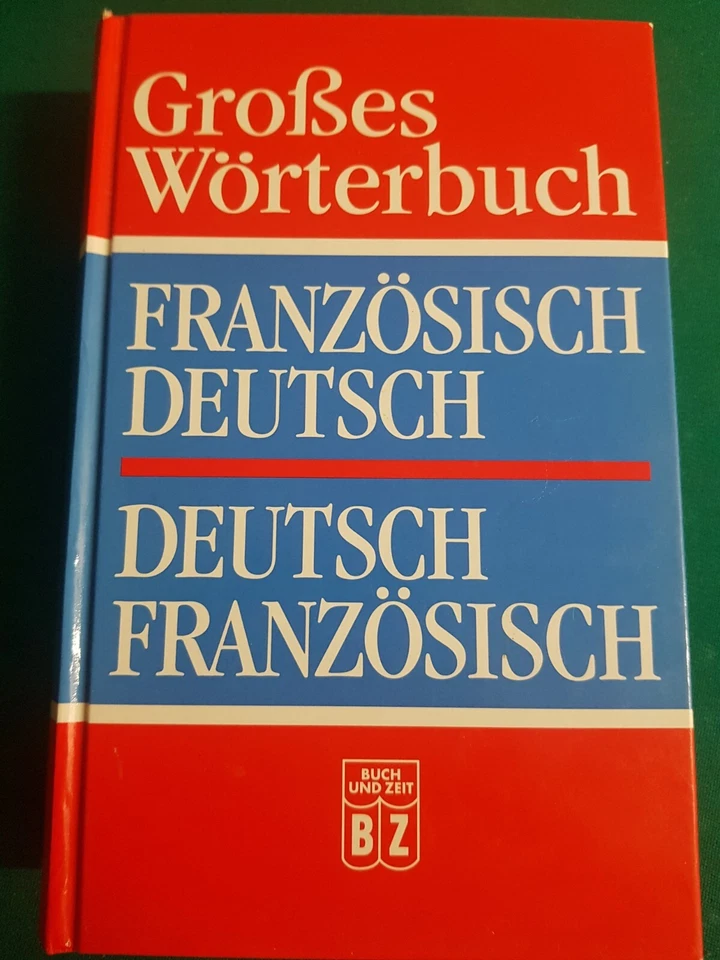 Großes
Wörterbuch
FRANZÖSISCH
DEUTSCH
DEUTSCH
FRANZÖSISCH
BUCH
UND ZEIT
B Z